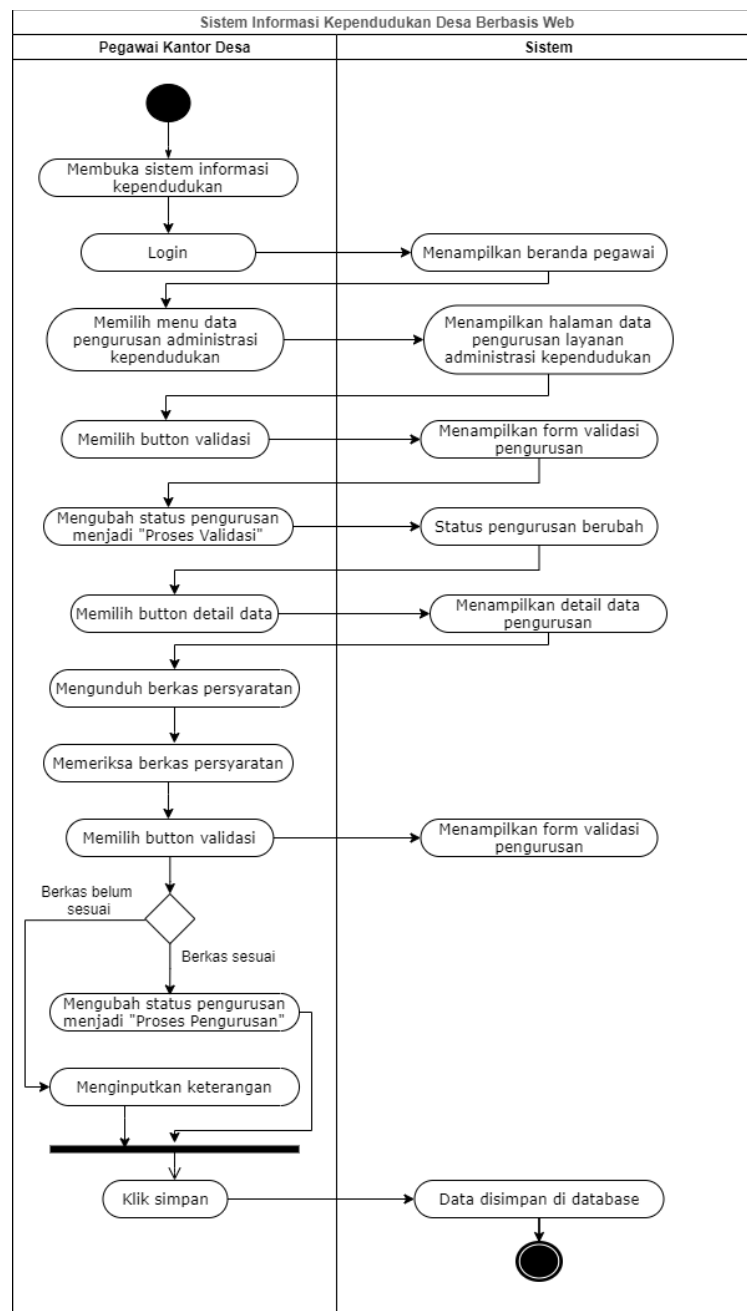 Sistem Informasi Kependudukan Desa Berbasis Web
Pegawai Kantor Desa
Sistem
Membuka sistem informasi
kependudukan
Login
Menampilkan beranda pegawai
Memilih menu data
pengurusan administrasi
kependudukan
Menampilkan halaman data
pengurusan layanan
administrasi kependudukan
Memilih button validasi
Menampilkan form validasi
pengurusan
Mengubah status pengurusan
menjadi "Proses Validasi"
Status pengurusan berubah
Memilih button detail data
Menampilkan detail data
pengurusan
Mengunduh berkas persyaratan
Memeriksa berkas persyaratan
Memilih button validasi
Menampilkan form validasi
pengurusan
Berkas belum
sesuai
Berkas sesuai
Mengubah status pengurusan
menjadi "Proses Pengurusan"
Menginputkan keterangan
Klik simpan
Data disimpan di database